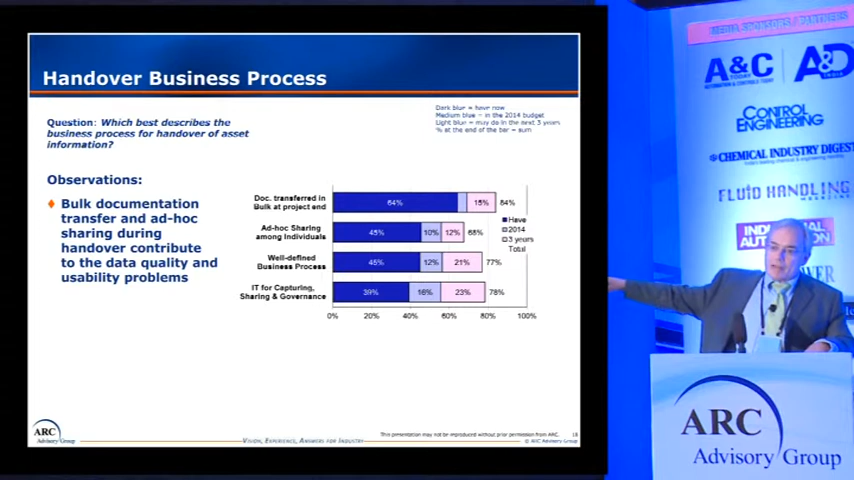 Handover Business Process
Question: Which best describes the
business process for handover of asset
information?
Dark blue = have now
Medium blue = in the 2014 budget
Light blue = may do in the next 3 years
% at the end of the bar = sum
Observations:
Bulk documentation
transfer and ad-hoc
sharing during
handover contribute
to the data quality and
usability problems
Doc. transferred in
Bulk at project end
64%
15%
84%
Ad-hoc Sharing
among Individuals
45%
10%
12%
68%
Well-defined
Business Process
45%
12%
21%
77%
IT for Capturing,
Sharing & Governance
39%
16%
23%
78%
Have
2014
3 years
Total
0%
20%
40%
60%
80%
100%
ARC
Advisory Group
VISION, EXPERIENCE, ANSWERS FOR INDUSTRY
This presentation may not be reproduced without prior permission from ARC.
© ARC Advisory Group
MEDIA SPONSORS / PARTNERS
A&C
TODAY
A&D
INDIA
CONTROL
ENGINEERING
CHEMICAL INDUSTRY DIGEST
FLUID HANDLING
INDUSTRIAL
ARC
Advisory Group